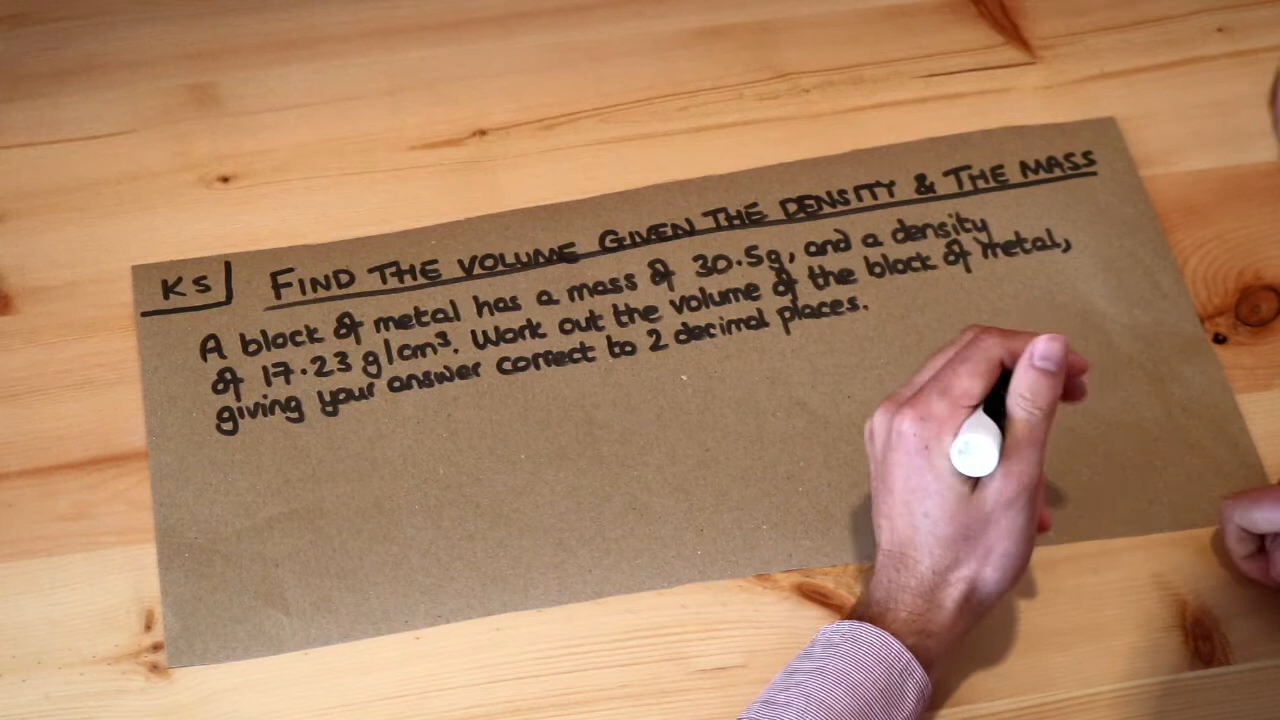 K5
FIND THE VOLUME GIVEN THE DENSITY & THE MASS
A block of metal has a mass of 30.5g, and a density
of 17.23 g/cm³. Work out the volume of the block of metal,
giving your answer correct to 2 decimal places.